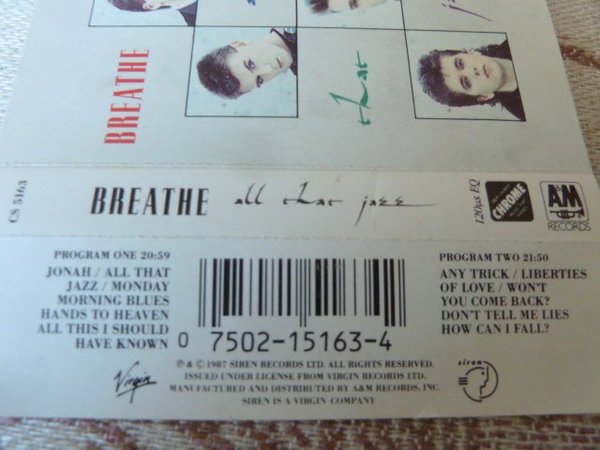 BREATHE
that
CS 5163
BREATHE all that jazz
120µs EQ
CHROME
A&M
RECORDS
PROGRAM ONE 20:59
JONAH / ALL THAT
JAZZ / MONDAY
MORNING BLUES
HANDS TO HEAVEN
ALL THIS I SHOULD
HAVE KNOWN
0 7502-15163-4
PROGRAM TWO 21:50
ANY TRICK / LIBERTIES
OF LOVE / WON'T
YOU COME BACK?
DON'T TELL ME LIES
HOW CAN I FALL?
℗ & © 1987 SIREN RECORDS LTD. ALL RIGHTS RESERVED.
ISSUED UNDER LICENSE FROM VIRGIN RECORDS LTD.
MANUFACTURED AND DISTRIBUTED BY A&M RECORDS, INC.
SIREN IS A VIRGIN COMPANY
Virgin
siren